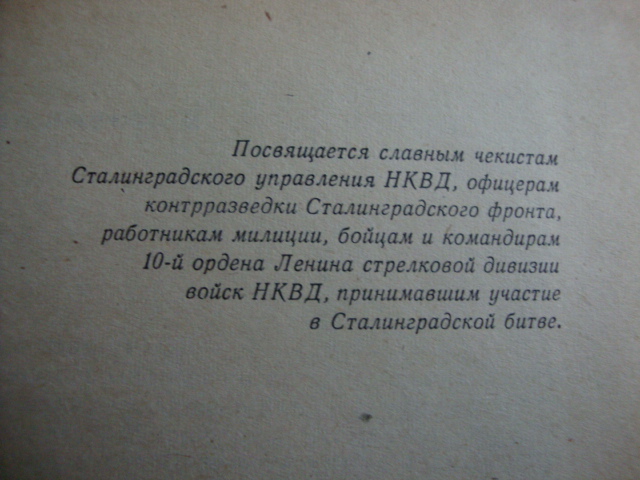 Посвящается славным чекистам
Сталинградского управления НКВД, офицерам
контрразведки Сталинградского фронта,
работникам милиции, бойцам и командирам
10-й ордена Ленина стрелковой дивизии
войск НКВД, принимавшим участие
в Сталинградской битве.